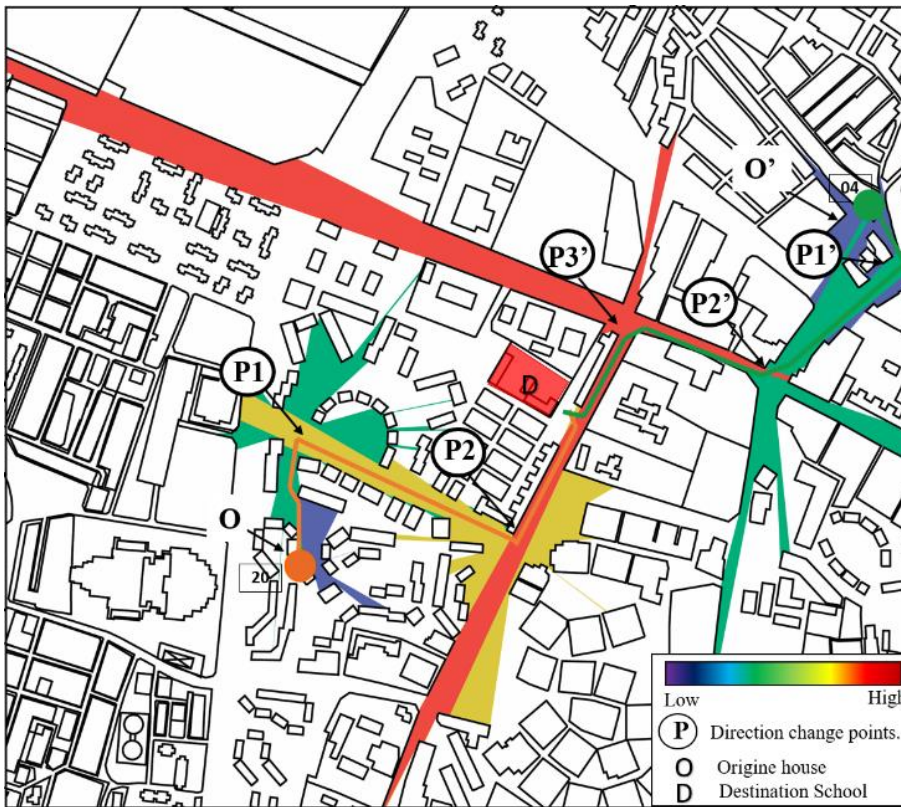 O'
04
P3'
P1'
P2'
P1
D
P2
O
20
Low
High
P Direction change points.
O Origine house
D Destination School